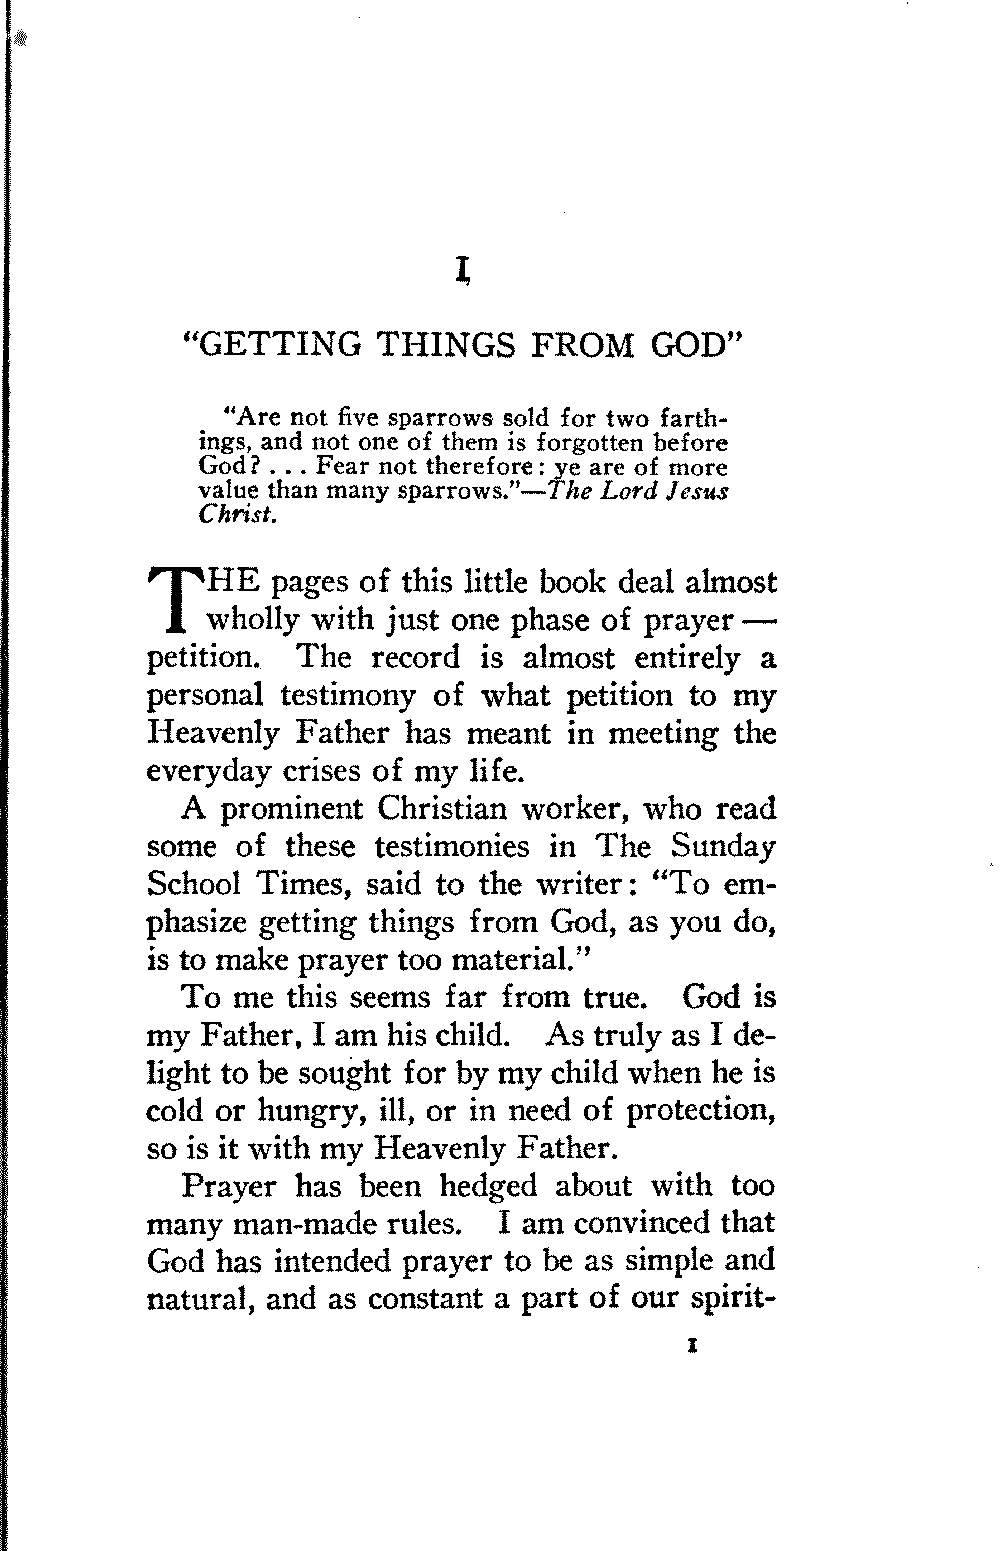 I
“GETTING THINGS FROM GOD”
“Are not five sparrows sold for two farth-
ings, and not one of them is forgotten before
God? . . . Fear not therefore: ye are of more
value than many sparrows.”—The Lord Jesus
Christ.
THE pages of this little book deal almost
wholly with just one phase of prayer—
petition. The record is almost entirely a
personal testimony of what petition to my
Heavenly Father has meant in meeting the
everyday crises of my life.
A prominent Christian worker, who read
some of these testimonies in The Sunday
School Times, said to the writer: “To em-
phasize getting things from God, as you do,
is to make prayer too material.”
To me this seems far from true. God is
my Father, I am his child. As truly as I de-
light to be sought for by my child when he is
cold or hungry, ill, or in need of protection,
so is it with my Heavenly Father.
Prayer has been hedged about with too
many man-made rules. I am convinced that
God has intended prayer to be as simple and
natural, and as constant a part of our spirit-
1